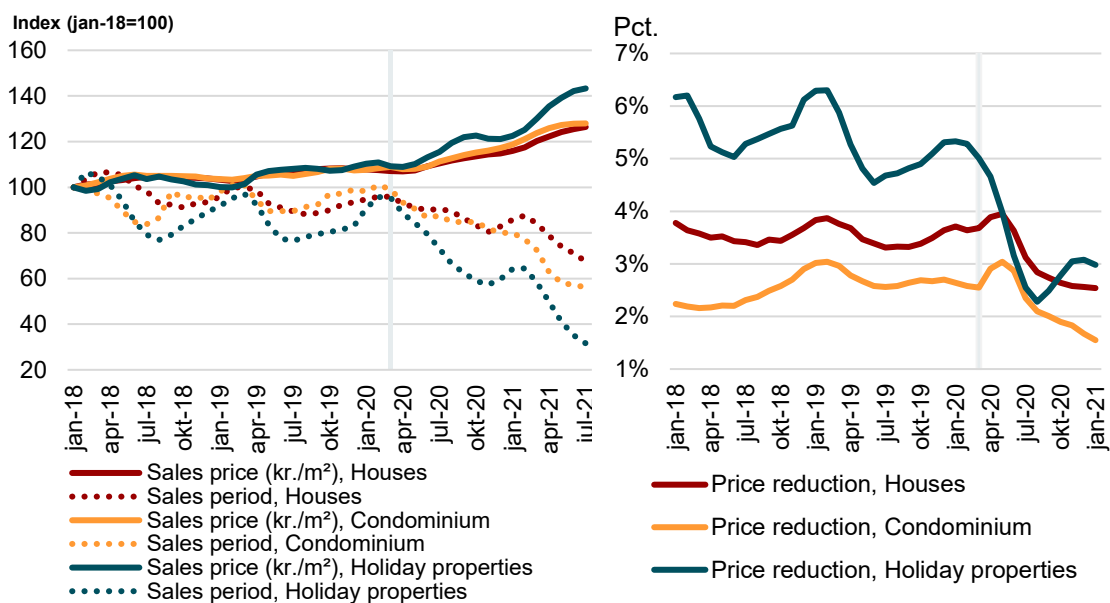 Index (jan-18=100)
160
140
120
100
80
60
40
20
jan-18
apr-18
jul-18
okt-18
jan-19
apr-19
jul-19
okt-19
jan-20
apr-20
jul-20
okt-20
jan-21
apr-21
jul-21
Sales price (kr./m²), Houses
Sales period, Houses
Sales price (kr./m²), Condominium
Sales period, Condominium
Sales price (kr./m²), Holiday properties
Sales period, Holiday properties
Pct.
7%
6%
5%
4%
3%
2%
1%
jan-18
apr-18
jul-18
okt-18
jan-19
apr-19
jul-19
okt-19
jan-20
apr-20
jul-20
okt-20
jan-21
Price reduction, Houses
Price reduction, Condominium
Price reduction, Holiday properties